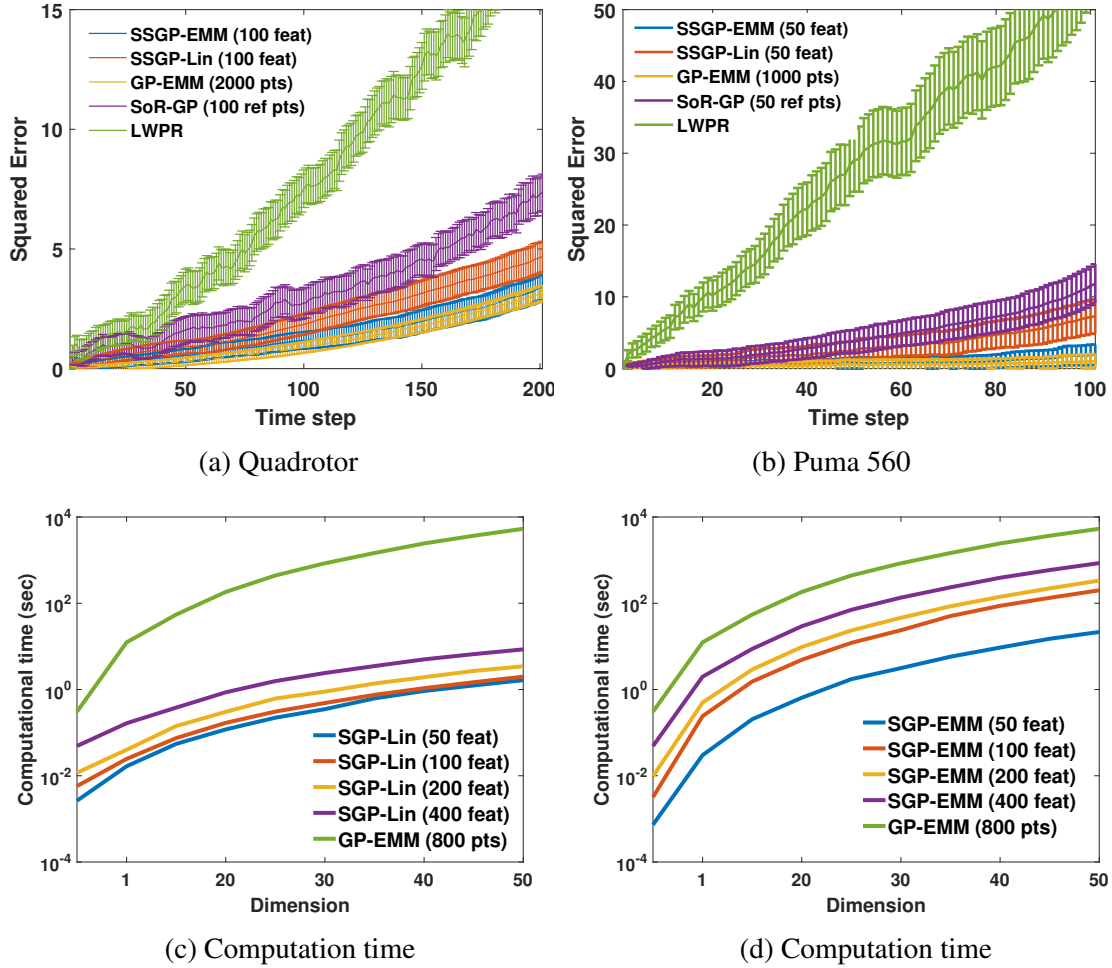 SSGP-EMM (100 feat)
SSGP-Lin (100 feat)
GP-EMM (2000 pts)
SoR-GP (100 ref pts)
LWPR
Squared Error
15
10
5
0
50
100
150
200
Time step
(a) Quadrotor
SSGP-EMM (50 feat)
SSGP-Lin (50 feat)
GP-EMM (1000 pts)
SoR-GP (50 ref pts)
LWPR
Squared Error
50
40
30
20
10
0
20
40
60
80
100
Time step
(b) Puma 560
Computational time (sec)
10^4
10^2
10^0
10^-2
10^-4
SGP-Lin (50 feat)
SGP-Lin (100 feat)
SGP-Lin (200 feat)
SGP-Lin (400 feat)
GP-EMM (800 pts)
1
20
30
40
50
Dimension
(c) Computation time
Computational time (sec)
10^4
10^2
10^0
10^-2
10^-4
SGP-EMM (50 feat)
SGP-EMM (100 feat)
SGP-EMM (200 feat)
SGP-EMM (400 feat)
GP-EMM (800 pts)
1
20
30
40
50
Dimension
(d) Computation time